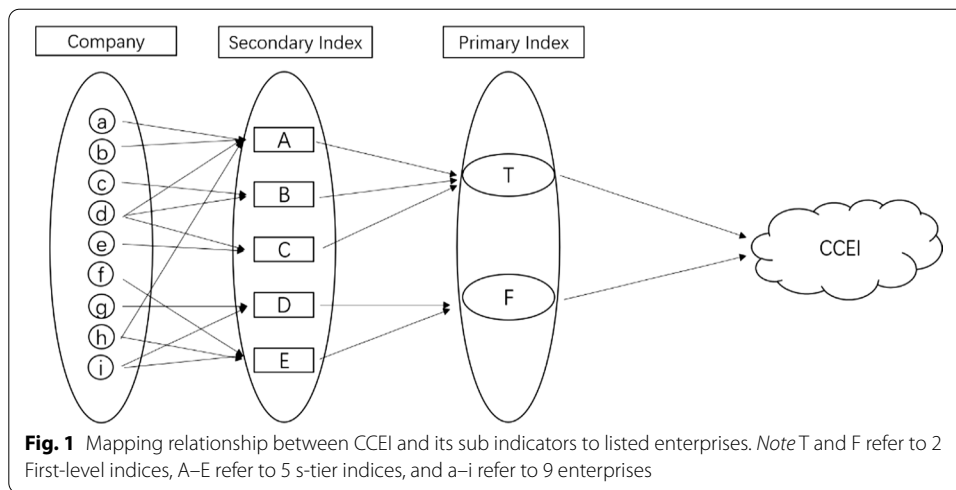 Company
Secondary Index
Primary Index
a
b
c
d
e
f
g
h
i
A
B
C
D
E
T
F
CCEI
Fig. 1 Mapping relationship between CCEI and its sub indicators to listed enterprises. Note T and F refer to 2
First-level indices, A–E refer to 5 s-tier indices, and a–i refer to 9 enterprises